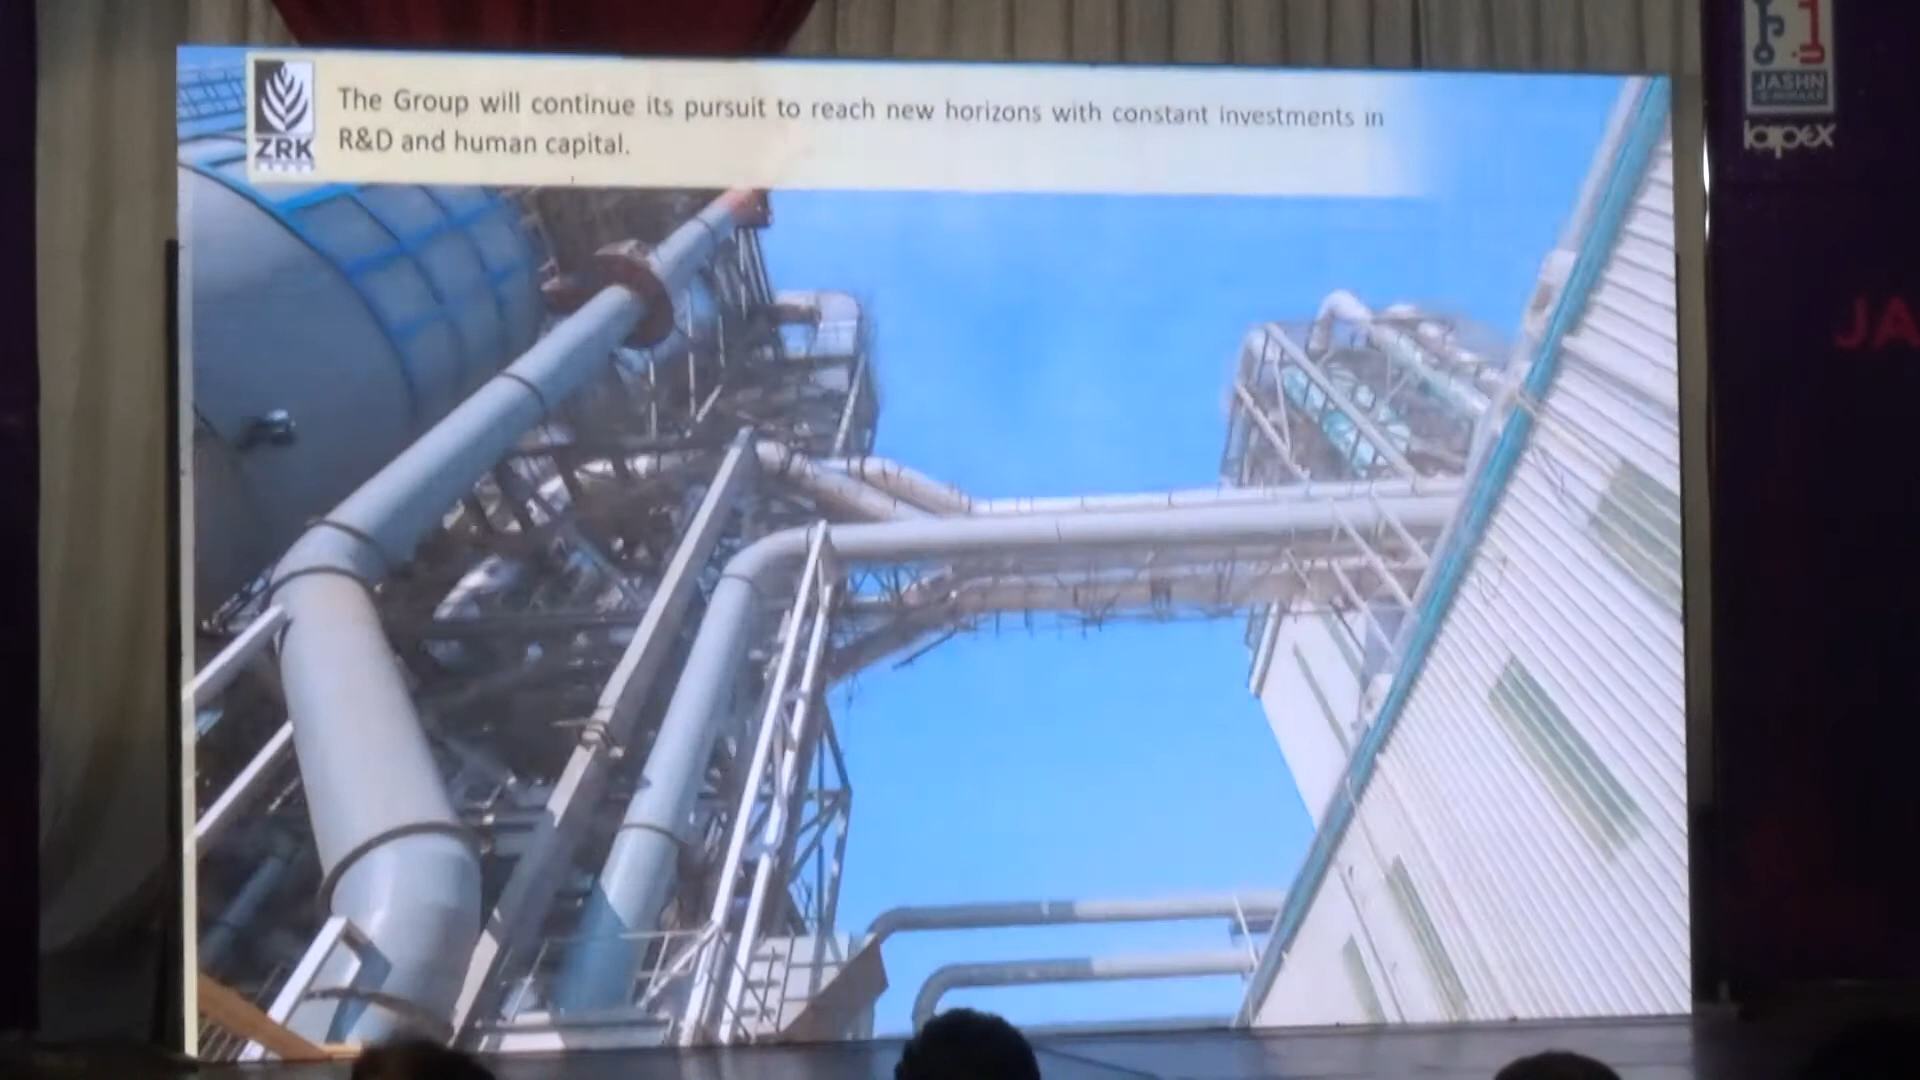 The Group will continue its pursuit to reach new horizons with constant investments in
R&D and human capital.
ZRK
JASHN
lapex
JA